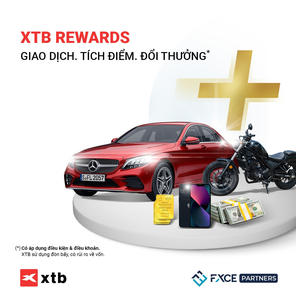 XTB REWARDS
GIAO DỊCH. TÍCH ĐIỂM. ĐỔI THƯỞNG*
(*) Có áp dụng điều kiện & điều khoản.
XTB sử dụng đòn bẩy, có rủi ro về vốn.
xtb
FXCE PARTNERS